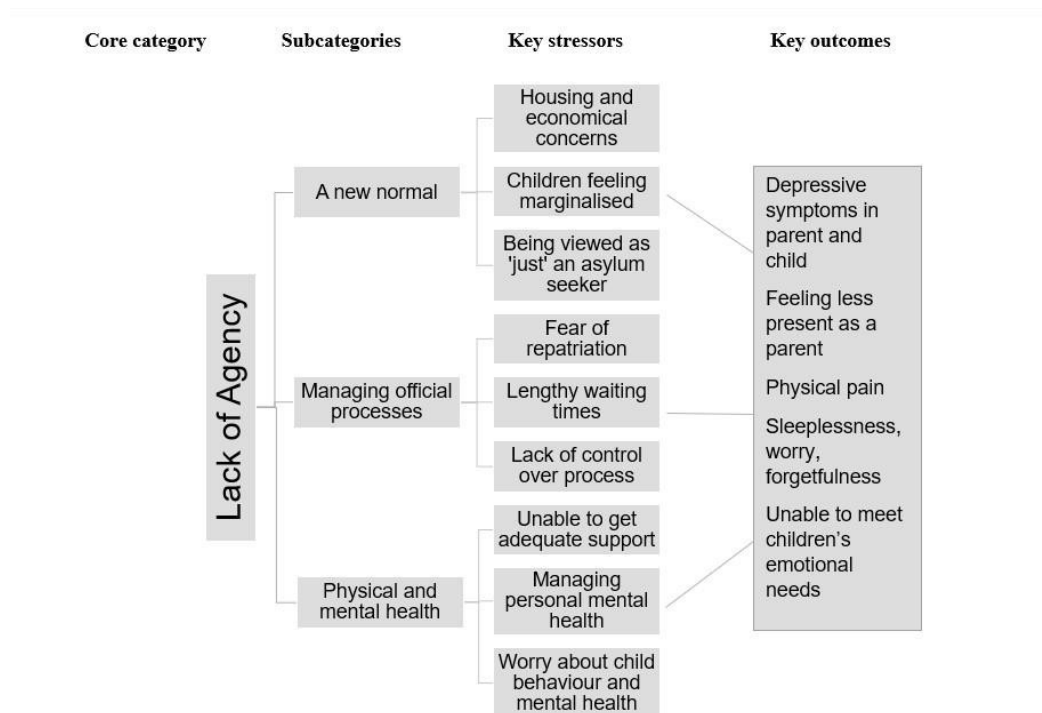 Core category
Subcategories
Key stressors
Key outcomes
Lack of Agency
A new normal
Managing official
processes
Physical and
mental health
Housing and
economical
concerns
Children feeling
marginalised
Being viewed as
'just' an asylum
seeker
Fear of
repatriation
Lengthy waiting
times
Lack of control
over process
Unable to get
adequate support
Managing
personal mental
health
Worry about child
behaviour and
mental health
Depressive
symptoms in
parent and
child
Feeling less
present as a
parent
Physical pain
Sleeplessness,
worry,
forgetfulness
Unable to meet
children’s
emotional
needs